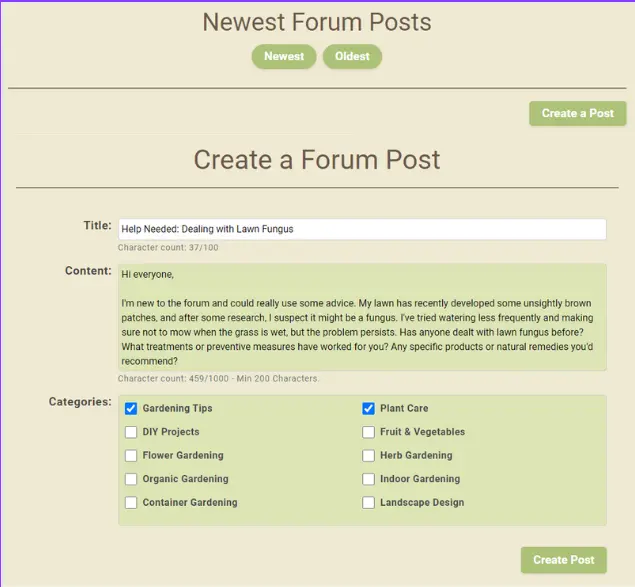 Newest Forum Posts
Newest Oldest
Create a Post
Create a Forum Post
Title: Help Needed: Dealing with Lawn Fungus
Character count: 37/100
Content: Hi everyone,
I'm new to the forum and could really use some advice. My lawn has recently developed some unsightly brown
patches, and after some research, I suspect it might be a fungus. I've tried watering less frequently and making
sure not to mow when the grass is wet, but the problem persists. Has anyone dealt with lawn fungus before?
What treatments or preventive measures have worked for you? Any specific products or natural remedies you'd
recommend?
Character count: 459/1000 - Min 200 Characters.
Categories: Gardening Tips Plant Care
DIY Projects Fruit & Vegetables
Flower Gardening Herb Gardening
Organic Gardening Indoor Gardening
Container Gardening Landscape Design
Create Post